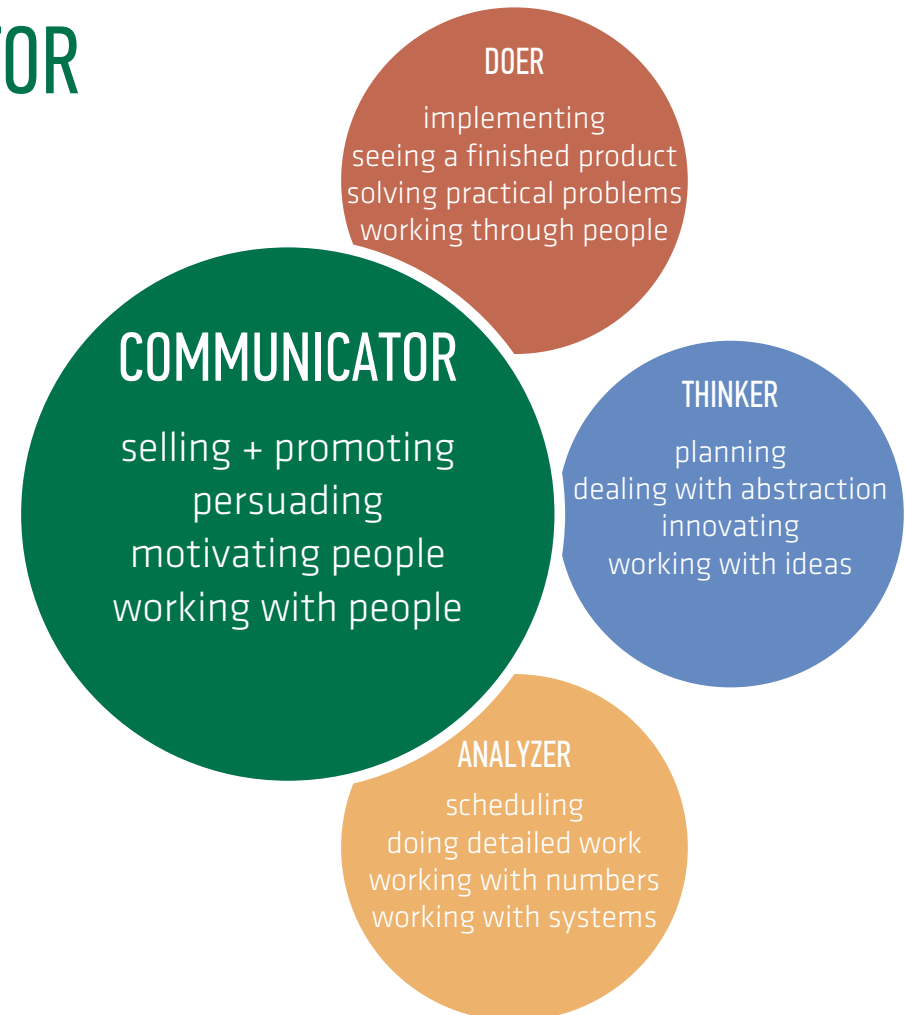 TOR
DOER
implementing
seeing a finished product
solving practical problems
working through people
COMMUNICATOR
selling + promoting
persuading
motivating people
working with people
THINKER
planning
dealing with abstraction
innovating
working with ideas
ANALYZER
scheduling
doing detailed work
working with numbers
working with systems